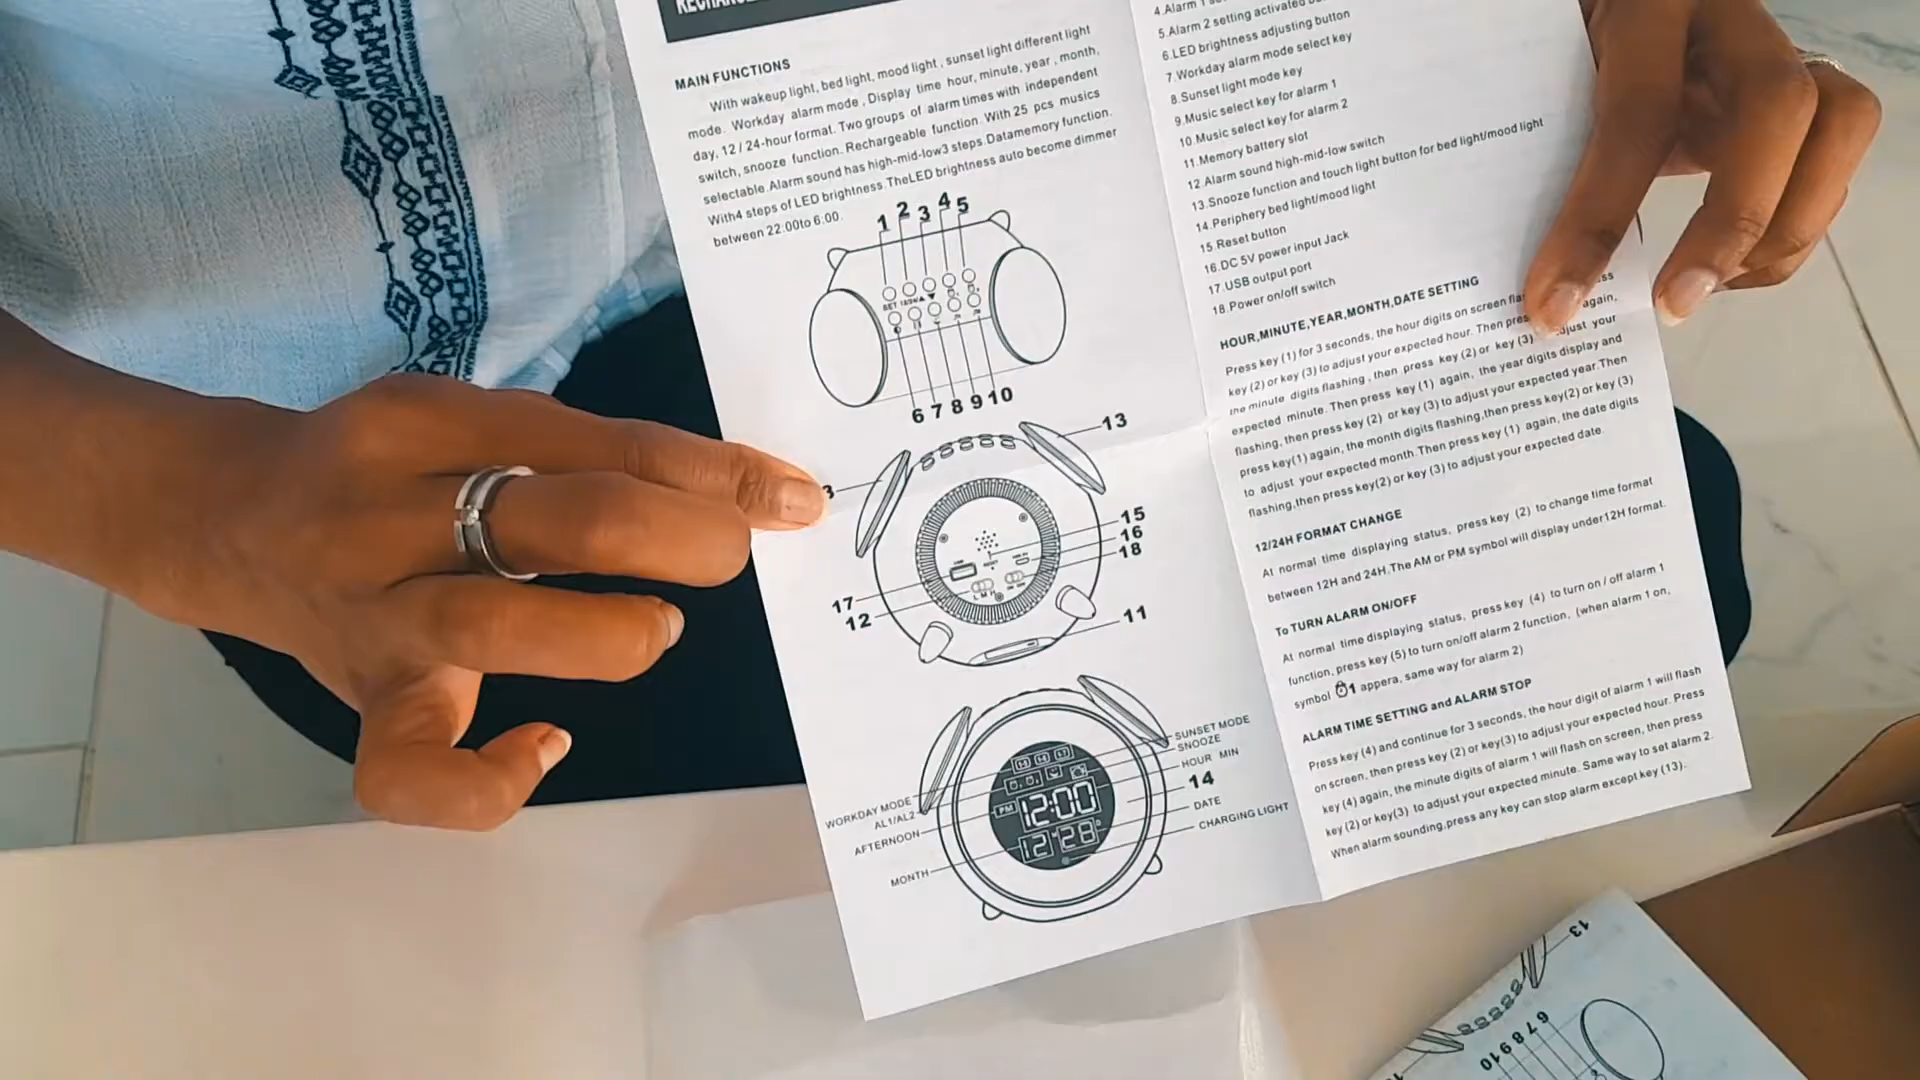 MAIN FUNCTIONS
With wakeup light, bed light, mood light , sunset light different light
mode. Workday alarm mode , Display time hour, minute, year , month,
day, 12 / 24-hour format. Two groups of alarm times with independent
switch, snooze function. Rechargeable function. With 25 pcs musics
selectable.Alarm sound has high-mid-low3 steps.Datamemory function.
With4 steps of LED brightness.TheLED brightness auto become dimmer
between 22:00to 6:00.
1 2 3 4 5
SET 12/24/▲ ▼
6 7 8 9 10
13
15
16
18
17
12
11
RESET
L M H
SUNSET MODE
SNOOZE
HOUR MIN
14
DATE
CHARGING LIGHT
WORKDAY MODE
AL1/AL2
AFTERNOON
MONTH
PM 12:00
12 28
4.Alarm 1
5.Alarm 2 setting activated
6.LED brightness adjusting button
7.Workday alarm mode select key
8.Sunset light mode key
9.Music select key for alarm 1
10.Music select key for alarm 2
11.Memory battery slot
12.Alarm sound high-mid-low switch
13.Snooze function and touch light button for bed light/mood light
14.Periphery bed light/mood light
15.Reset button
16.DC 5V power input Jack
17.USB output port
18.Power on/off switch
HOUR,MINUTE,YEAR,MONTH,DATE SETTING
Press key (1) for 3 seconds, the hour digits on screen
key (2) or key (3) to adjust your expected hour. Then again,
the minute digits flashing , then press key (2) or key (3) adjust your
expected minute. Then press key (1) again, the year digits display and
flashing, then press key (2) or key (3) to adjust your expected year.Then
press key(1) again, the month digits flashing,then press key(2) or key (3)
to adjust your expected month.Then press key (1) again, the date digits
flashing,then press key(2) or key (3) to adjust your expected date.
12/24H FORMAT CHANGE
At normal time displaying status, press key (2) to change time format
between 12H and 24H.The AM or PM symbol will display under12H format.
To TURN ALARM ON/OFF
At normal time displaying status, press key (4) to turn on / off alarm 1
function, press key (5) to turn on/off alarm 2 function, (when alarm 1 on,
symbol 1 appera, same way for alarm 2)
ALARM TIME SETTING and ALARM STOP
Press key (4) and continue for 3 seconds, the hour digit of alarm 1 will flash
on screen, then press key (2) or key(3) to adjust your expected hour. Press
key (4) again, the minute digits of alarm 1 will flash on screen, then press
key (2) or key(3) to adjust your expected minute. Same way to set alarm 2.
When alarm sounding,press any key can stop alarm except key (13).
13
6 7 8 9 10